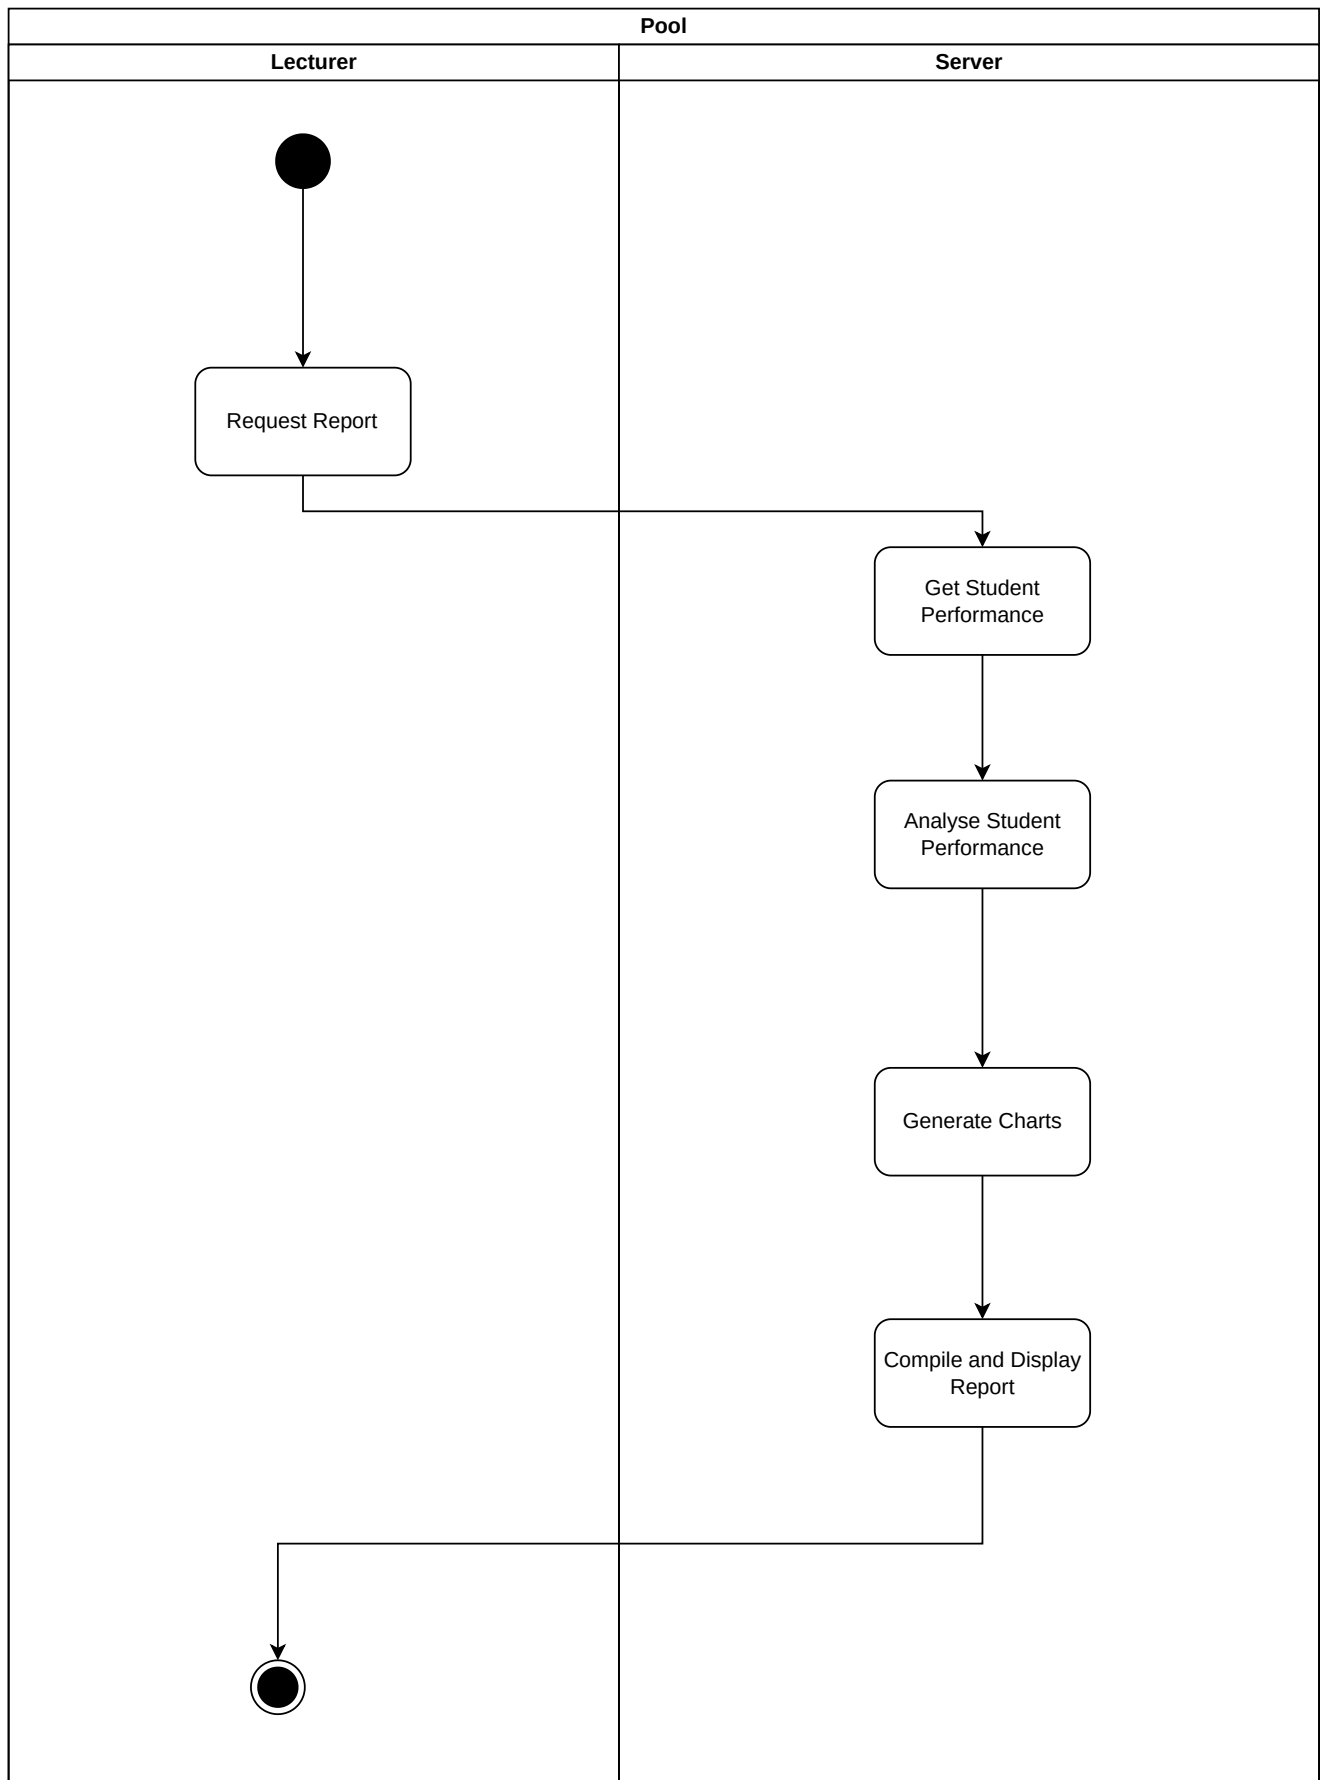 Pool
Lecturer
Server
Request Report
Get Student
Performance
Analyse Student
Performance
Generate Charts
Compile and Display
Report